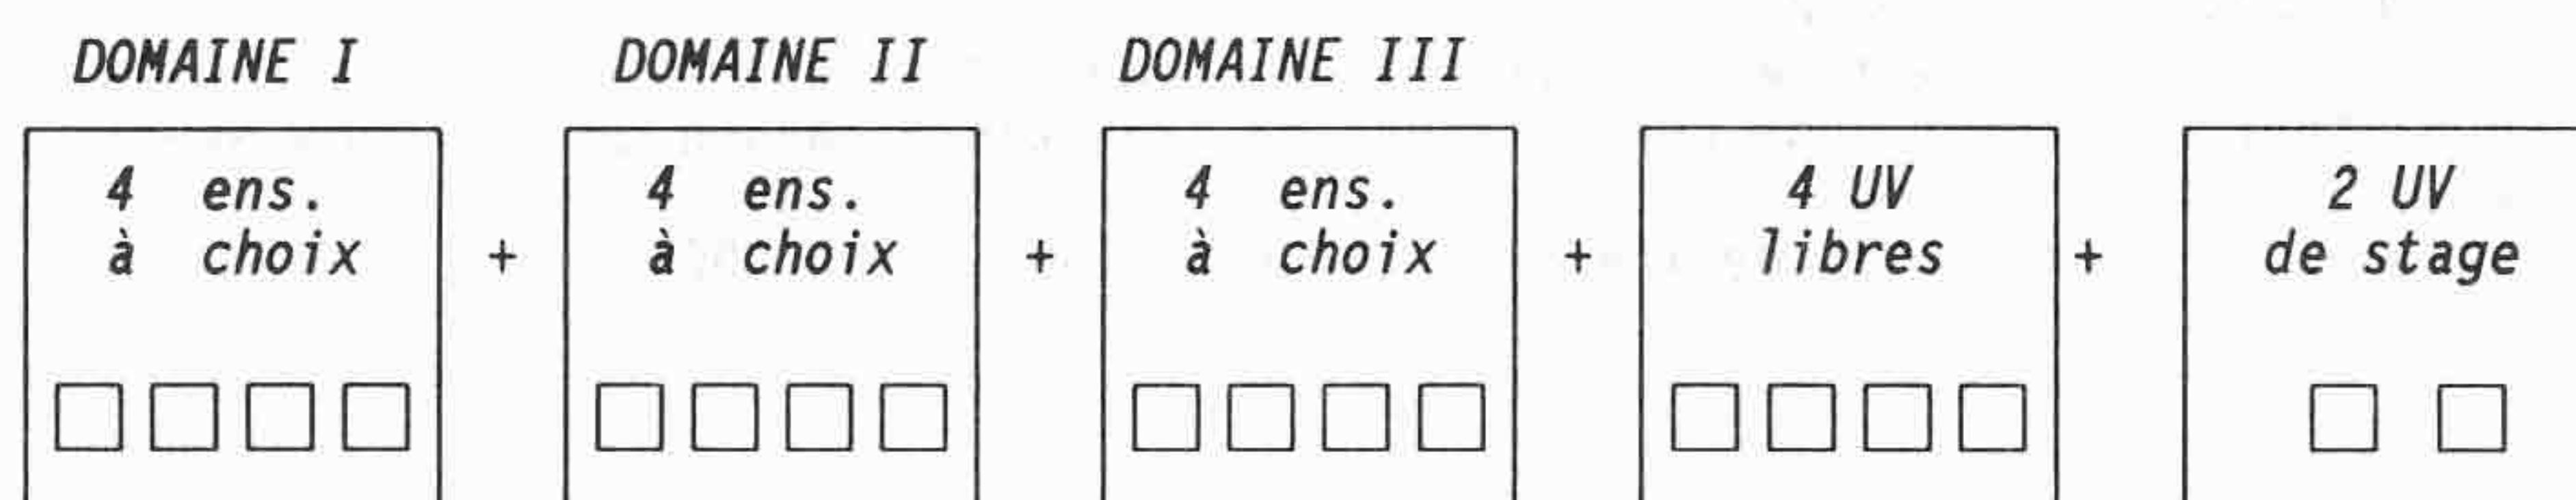 DOMAINE I DOMAINE II DOMAINE III
4 ens. 4 ens. 4 ens. 4 UV 2 UV
à choix + à choix + à choix + libres + de stage